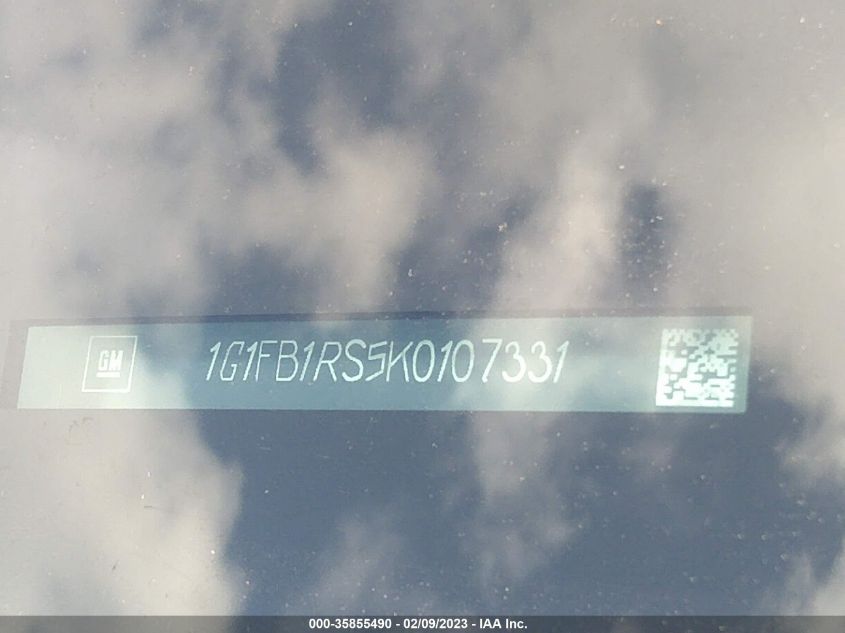 GM
1G1FB1RS5K0107331
000-35855490 - 02/09/2023 - IAA Inc.